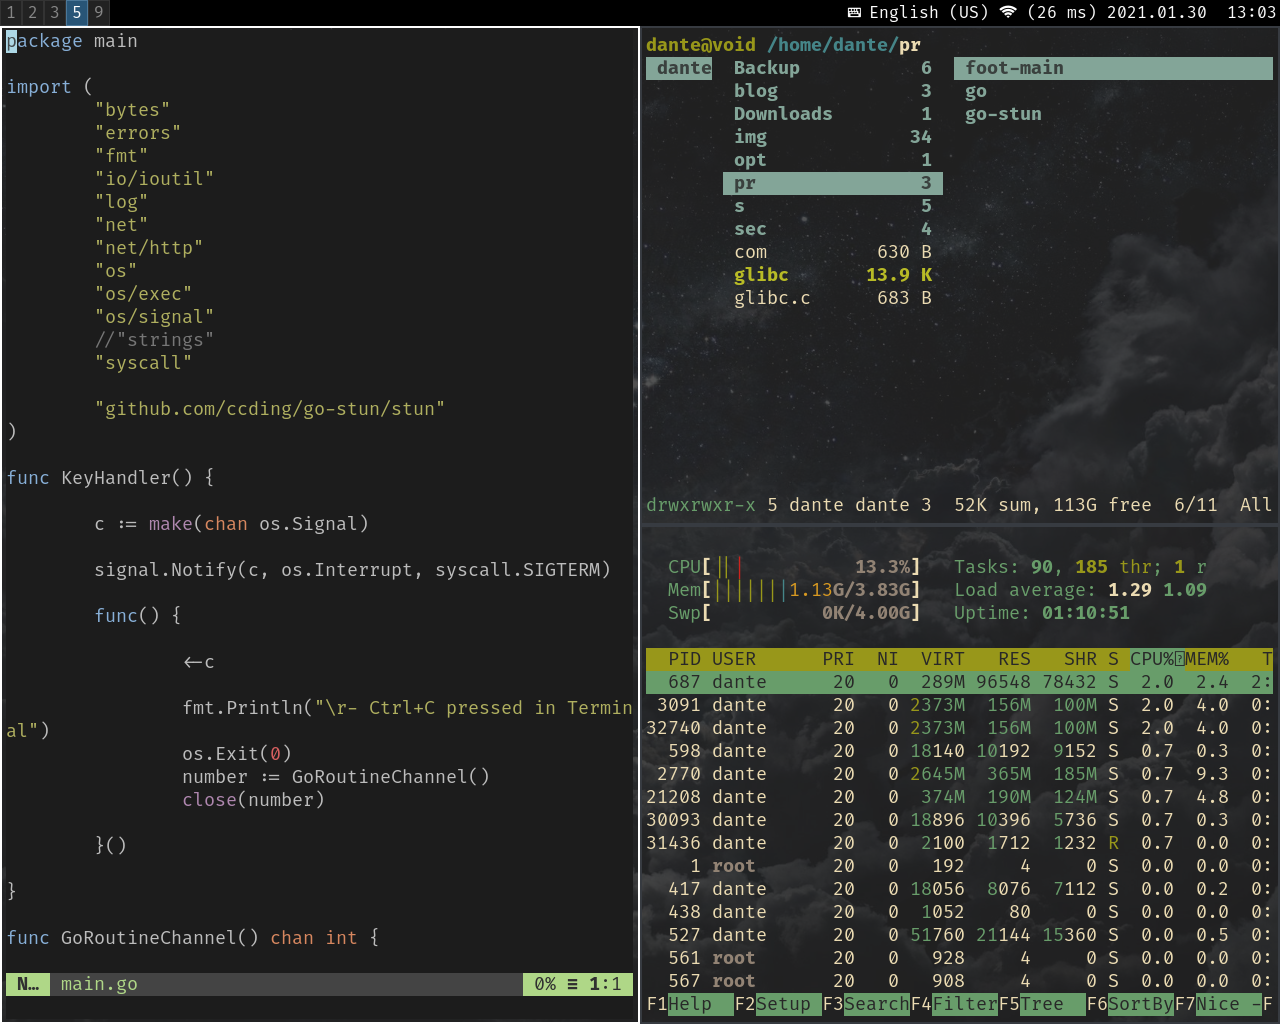 1 2 3 5 9 English (US) (26 ms) 2021.01.30 13:03
package main
import (
"bytes"
"errors"
"fmt"
"io/ioutil"
"log"
"net"
"net/http"
"os"
"os/exec"
"os/signal"
//"strings"
"syscall"
"github.com/ccding/go-stun/stun"
)
func KeyHandler() {
c := make(chan os.Signal)
signal.Notify(c, os.Interrupt, syscall.SIGTERM)
func() {
<-c
fmt.Println("\r- Ctrl+C pressed in Termin
al")
os.Exit(0)
number := GoRoutineChannel()
close(number)
}()
}
func GoRoutineChannel() chan int {
N… main.go 0% ≡ 1:1
dante@void /home/dante/pr
dante Backup 6 foot-main
blog 3 go
Downloads 1 go-stun
img 34
opt 1
pr 3
s 5
sec 4
com 630 B
glibc 13.9 K
glibc.c 683 B
drwxrwxr-x 5 dante dante 3 52K sum, 113G free 6/11 All
CPU[||| 13.3%] Tasks: 90, 185 thr; 1 r
Mem[|||||||1.13G/3.83G] Load average: 1.29 1.09
Swp[ 0K/4.00G] Uptime: 01:10:51
PID USER PRI NI VIRT RES SHR S CPU% MEM% T
687 dante 20 0 289M 96548 78432 S 2.0 2.4 2:
3091 dante 20 0 2373M 156M 100M S 2.0 4.0 0:
32740 dante 20 0 2373M 156M 100M S 2.0 4.0 0:
598 dante 20 0 18140 10192 9152 S 0.7 0.3 0:
2770 dante 20 0 2645M 365M 185M S 0.7 9.3 0:
21208 dante 20 0 374M 190M 124M S 0.7 4.8 0:
30093 dante 20 0 18896 10396 5736 S 0.7 0.3 0:
31436 dante 20 0 2100 1712 1232 R 0.7 0.0 0:
1 root 20 0 192 4 0 S 0.0 0.0 0:
417 dante 20 0 18056 8076 7112 S 0.0 0.2 0:
438 dante 20 0 1052 80 0 S 0.0 0.0 0:
527 dante 20 0 51760 21144 15360 S 0.0 0.5 0:
561 root 20 0 928 4 0 S 0.0 0.0 0:
567 root 20 0 908 4 0 S 0.0 0.0 0:
F1Help F2Setup F3SearchF4FilterF5Tree F6SortByF7Nice -F